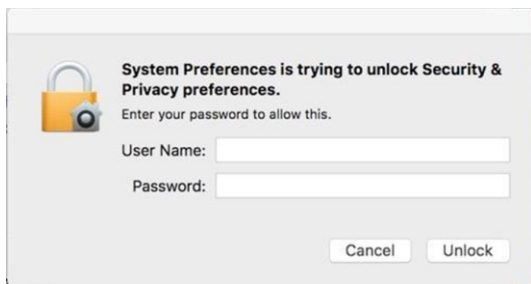 System Preferences is trying to unlock Security &
Privacy preferences.
Enter your password to allow this.
User Name:
Password:
Cancel Unlock